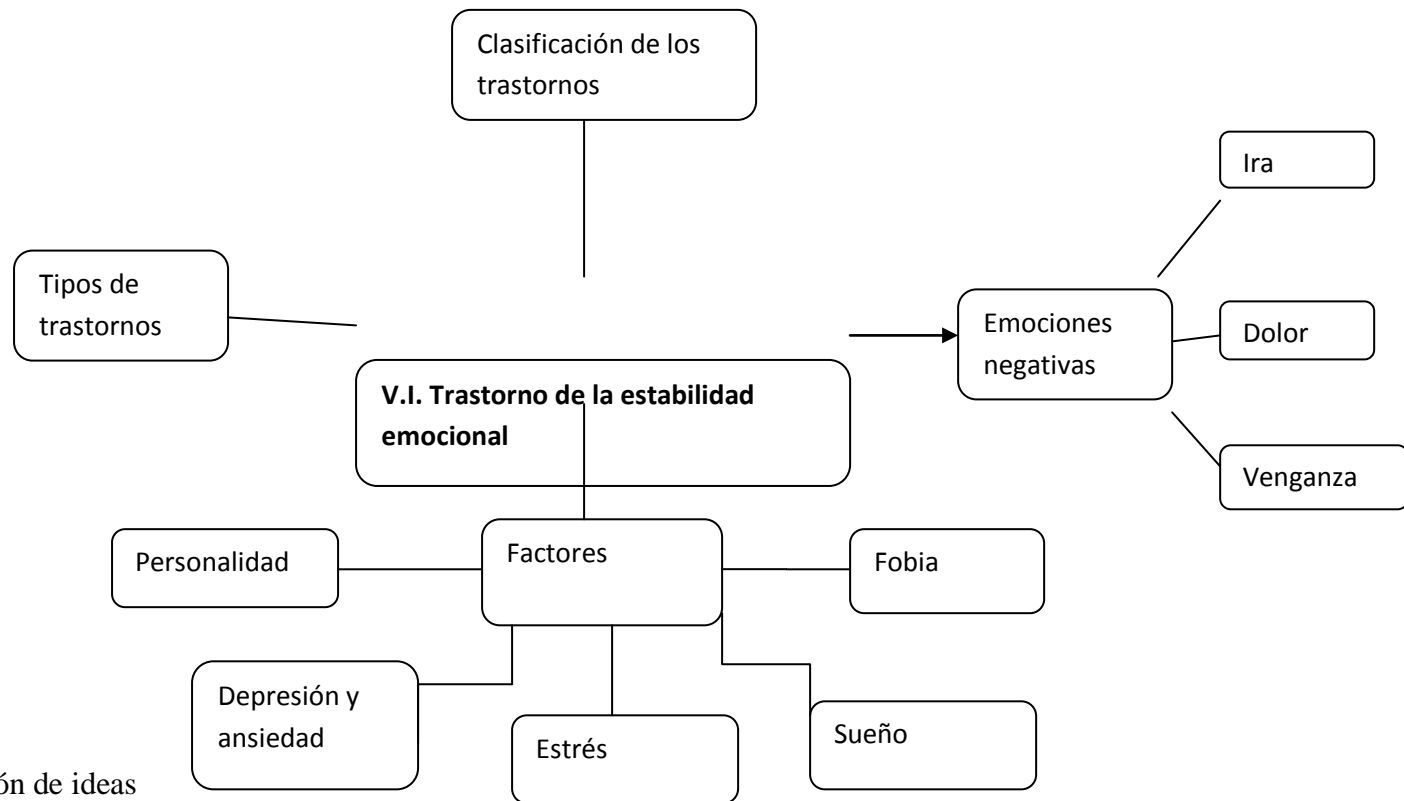 Clasificación de los
trastornos
Ira
Tipos de
trastornos
Emociones
negativas
Dolor
V.I. Trastorno de la estabilidad
emocional
Venganza
Personalidad
Factores
Fobia
Depresión y
ansiedad
Estrés
Sueño
ón de ideas